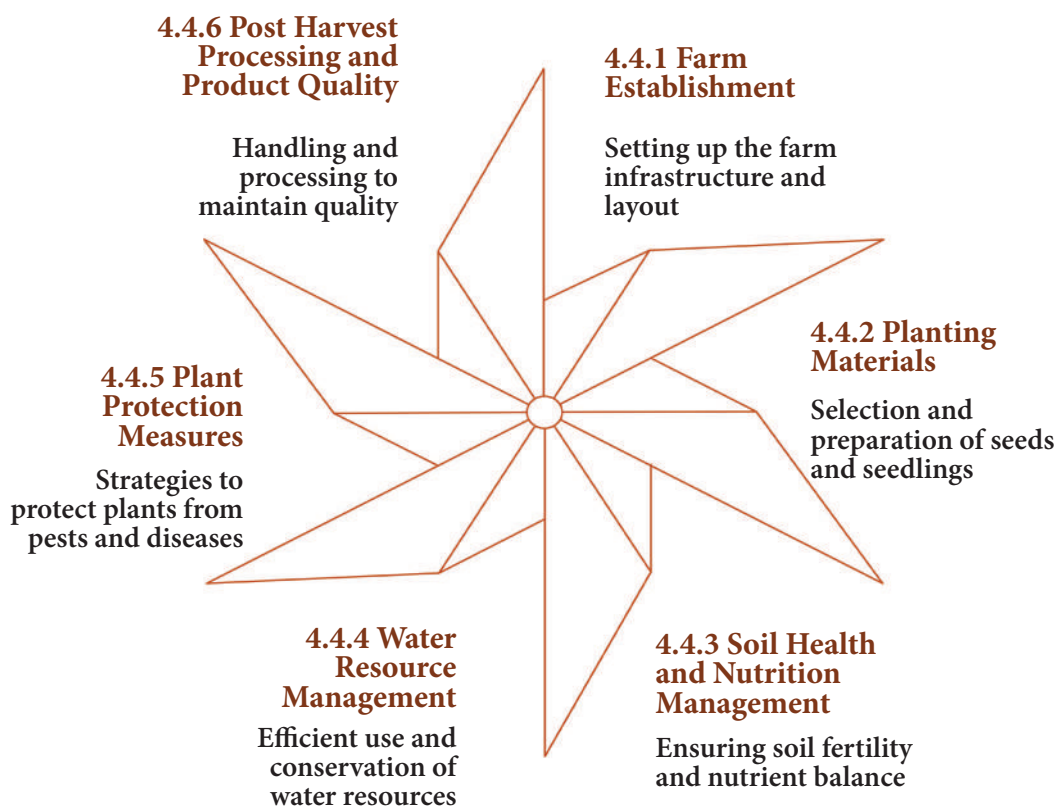 4.4.6 Post Harvest
Processing and
Product Quality
Handling and
processing to
maintain quality
4.4.1 Farm
Establishment
Setting up the farm
infrastructure and
layout
4.4.2 Planting
Materials
Selection and
preparation of seeds
and seedlings
4.4.5 Plant
Protection
Measures
Strategies to
protect plants from
pests and diseases
4.4.4 Water
Resource
Management
Efficient use and
conservation of
water resources
4.4.3 Soil Health
and Nutrition
Management
Ensuring soil fertility
and nutrient balance